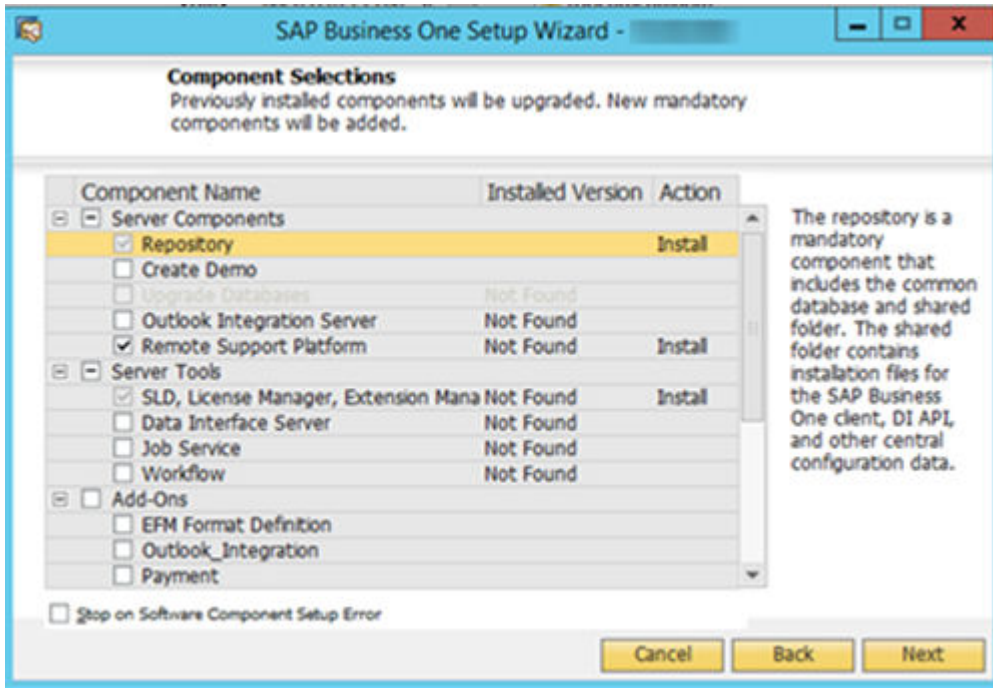 SAP Business One Setup Wizard -
Component Selections
Previously installed components will be upgraded. New mandatory
components will be added.
Component Name Installed Version Action
Server Components
Repository Install
Create Demo
Upgrade Databases Not Found
Outlook Integration Server Not Found
Remote Support Platform Not Found Install
Server Tools
SLD, License Manager, Extension Mana Not Found Install
Data Interface Server Not Found
Job Service Not Found
Workflow Not Found
Add-Ons
EFM Format Definition
Outlook_Integration
Payment
The repository is a
mandatory
component that
includes the common
database and shared
folder. The shared
folder contains
installation files for
the SAP Business
One client, DI API,
and other central
configuration data.
Stop on Software Component Setup Error
Cancel Back Next